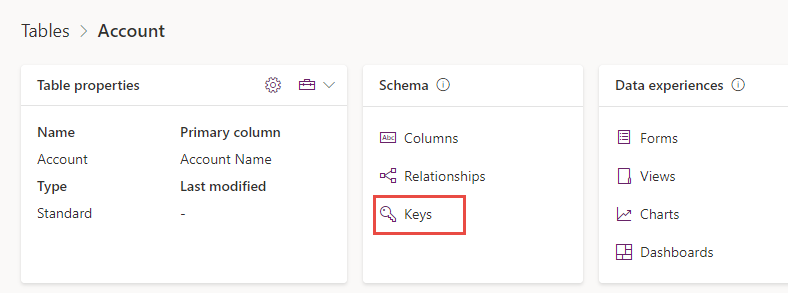 Tables > Account
Table properties
Name
Primary column
Account
Account Name
Type
Last modified
Standard
-
Schema
Abc Columns
Relationships
Keys
Data experiences
Forms
Views
Charts
Dashboards